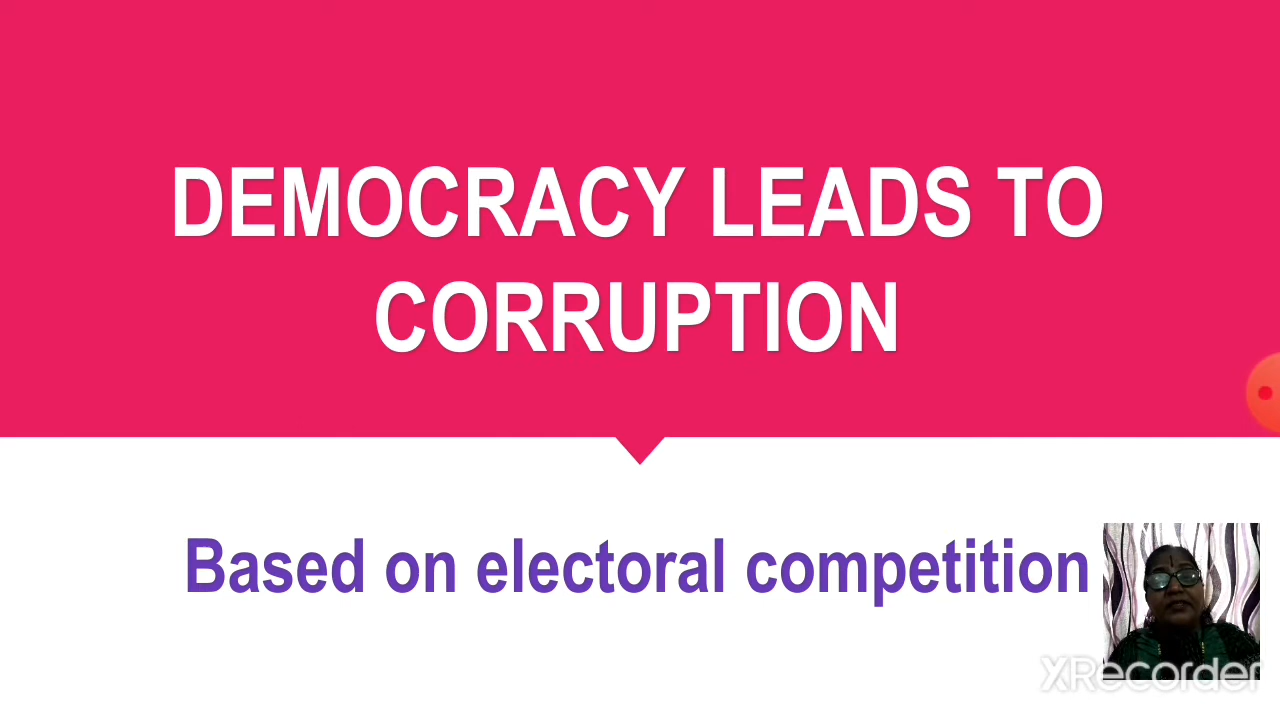 DEMOCRACY LEADS TO
CORRUPTION
Based on electoral competition
XRecorder